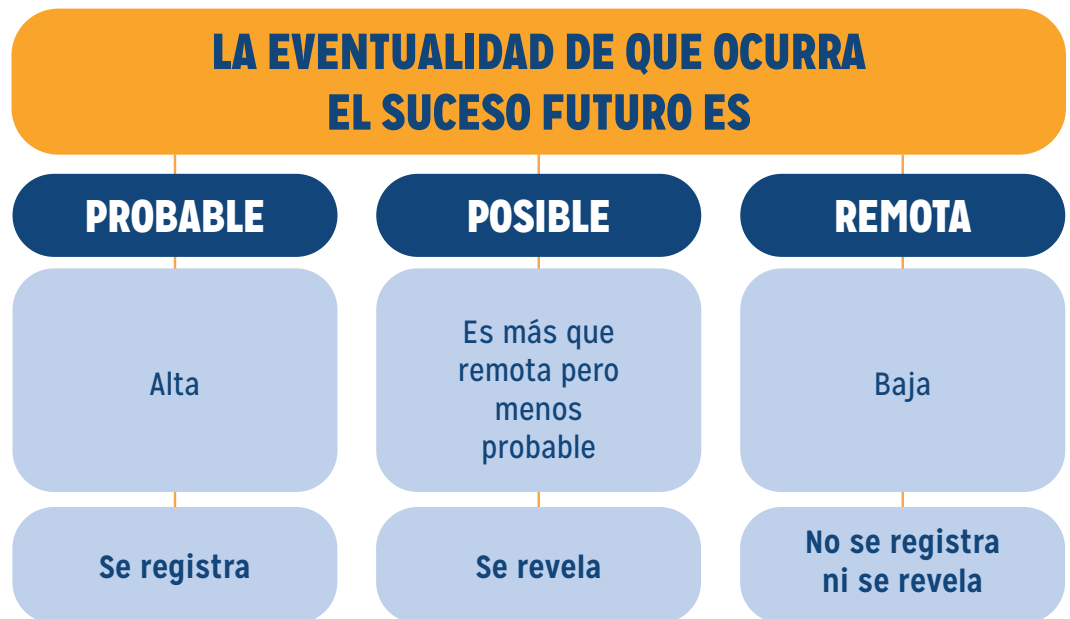 LA EVENTUALIDAD DE QUE OCURRA
EL SUCESO FUTURO ES
PROBABLE
POSIBLE
REMOTA
Alta
Es más que
remota pero
menos
probable
Baja
Se registra
Se revela
No se registra
ni se revela